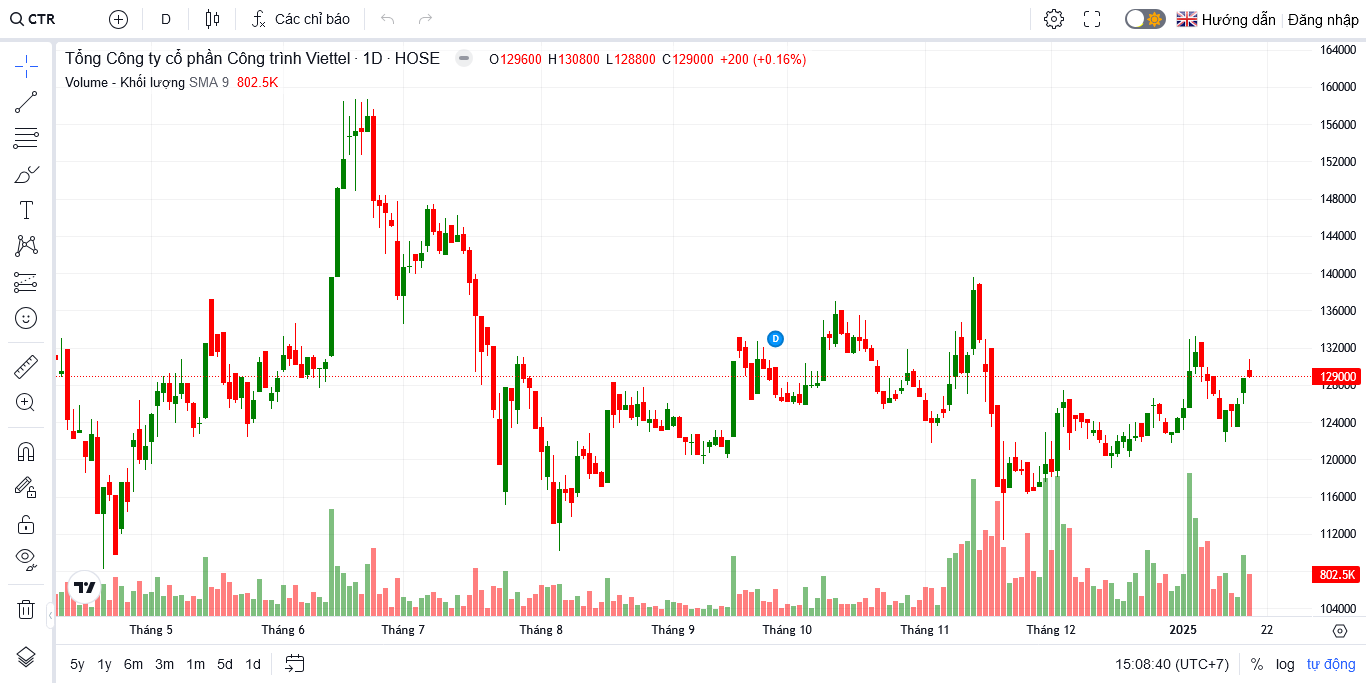 CTR D Các chỉ báo Hướng dẫn Đăng nhập
Tổng Công ty cổ phần Công trình Viettel · 1D · HOSE O129600 H130800 L128800 C129000 +200 (+0.16%)
Volume - Khối lượng SMA 9 802.5K
164000
160000
156000
152000
148000
144000
140000
136000
132000
D
129000
128000
124000
120000
116000
112000
802.5K
104000
Tháng 5 Tháng 6 Tháng 7 Tháng 8 Tháng 9 Tháng 10 Tháng 11 Tháng 12 2025 22
5y 1y 6m 3m 1m 5d 1d 15:08:40 (UTC+7) % log tự động